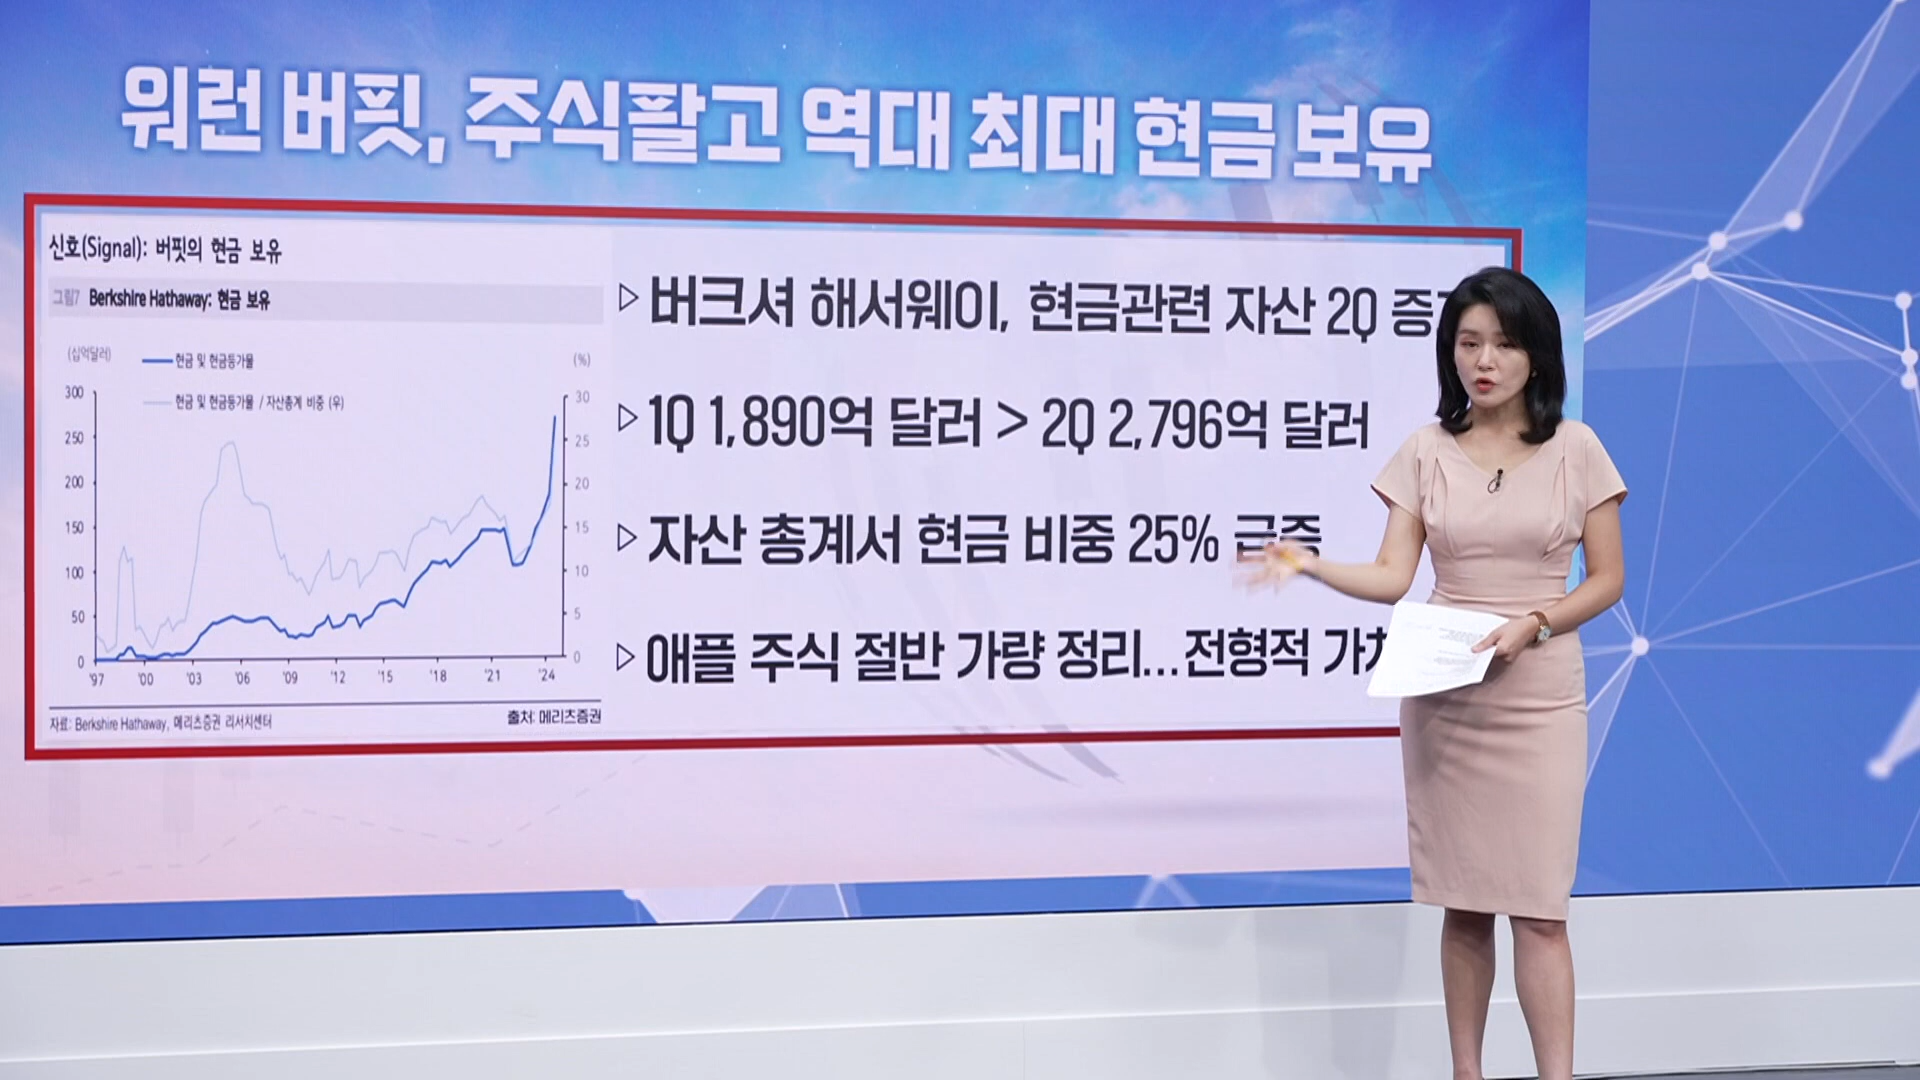 워런 버핏, 주식팔고 역대 최대 현금 보유
신호(Signal): 버핏의 현금 보유
그림7 Berkshire Hathaway: 현금 보유
(십억달러)
현금 및 현금등가물
현금 및 현금등가물 / 자산총계 비중 (우)
(%)
300
250
200
150
100
50
0
30
25
20
15
10
5
0
'97 '00 '03 '06 '09 '12 '15 '18 '21 '24
자료: Berkshire Hathaway, 메리츠증권 리서치센터
출처: 메리츠증권
▷ 버크셔 해서웨이, 현금관련 자산 2Q
▷ 1Q 1,890억 달러 > 2Q 2,796억 달러
▷ 자산 총계서 현금 비중 25% 급증
▷ 애플 주식 절반 가량 정리...전형적